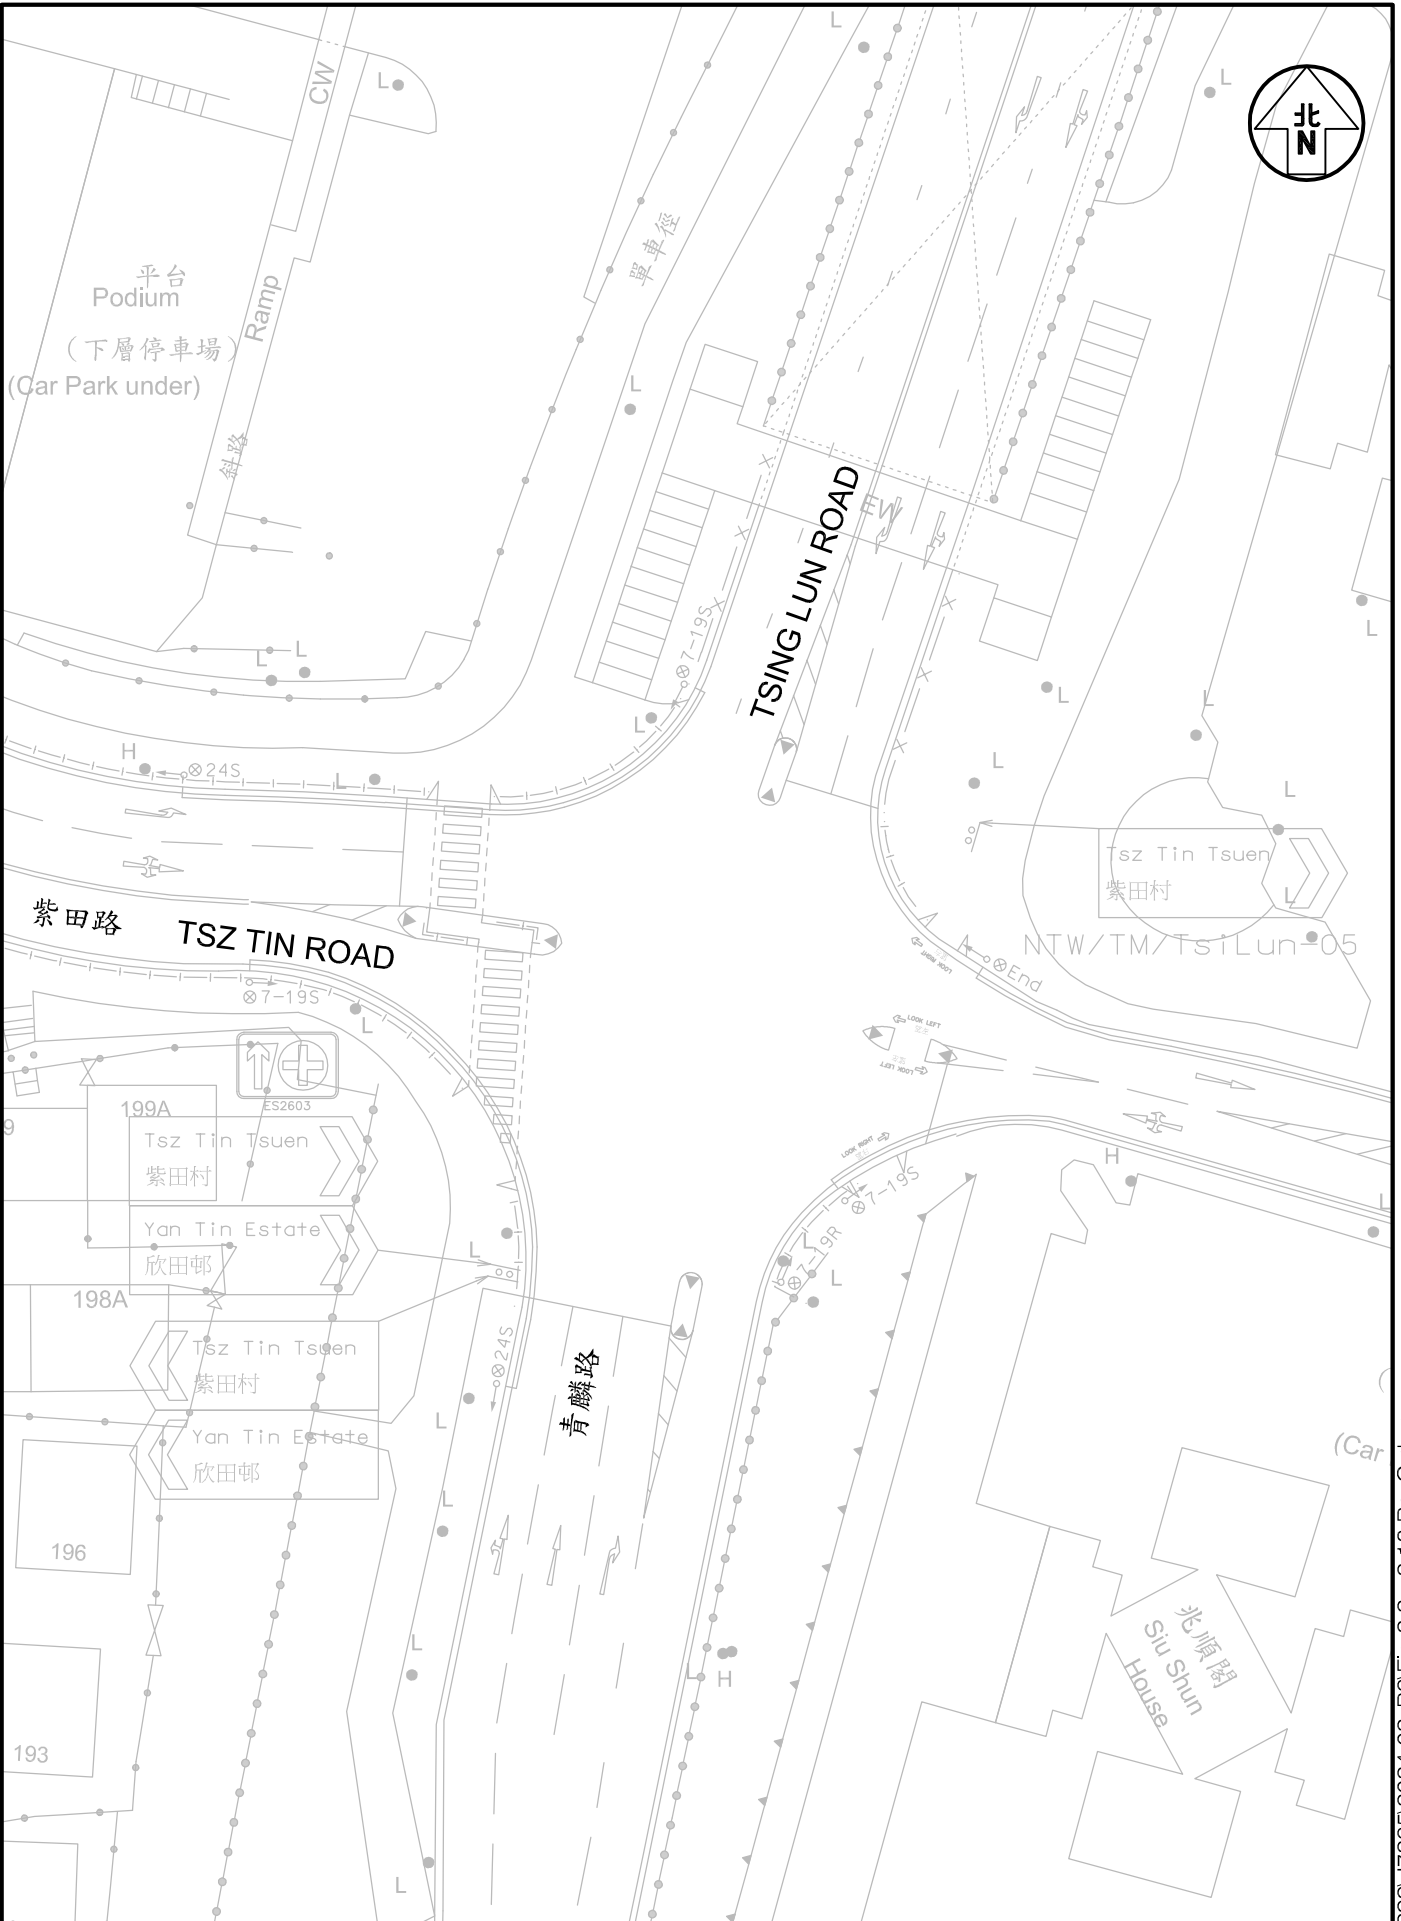 L
L
L
CW
北
N
單車徑
平台
Podium
Ramp
(下層停車場)
(Car Park under)
L
斜路
EW
TSING LUN ROAD
7-19S
L
L
L
L
L
L
H
24S
L
L
L
Tsz Tin Tsuen
紫田村
L
紫田路
TSZ TIN ROAD
NTW/TM/TsiLun-05
End
LOOK RIGHT
7-19S
L
LOOK LEFT
LOOK LEFT
ES2603
199A
9
Tsz Tin Tsuen
紫田村
LOOK RIGHT
H
7-19S
L
Yan Tin Estate
欣田邨
L
L
7-19R
L
198A
Tsz Tin Tsuen
紫田村
24S
青麟路
L
Yan Tin Estate
欣田邨
(Car
L
196
兆順閣
Siu Shun
House
L
L
H
193
L